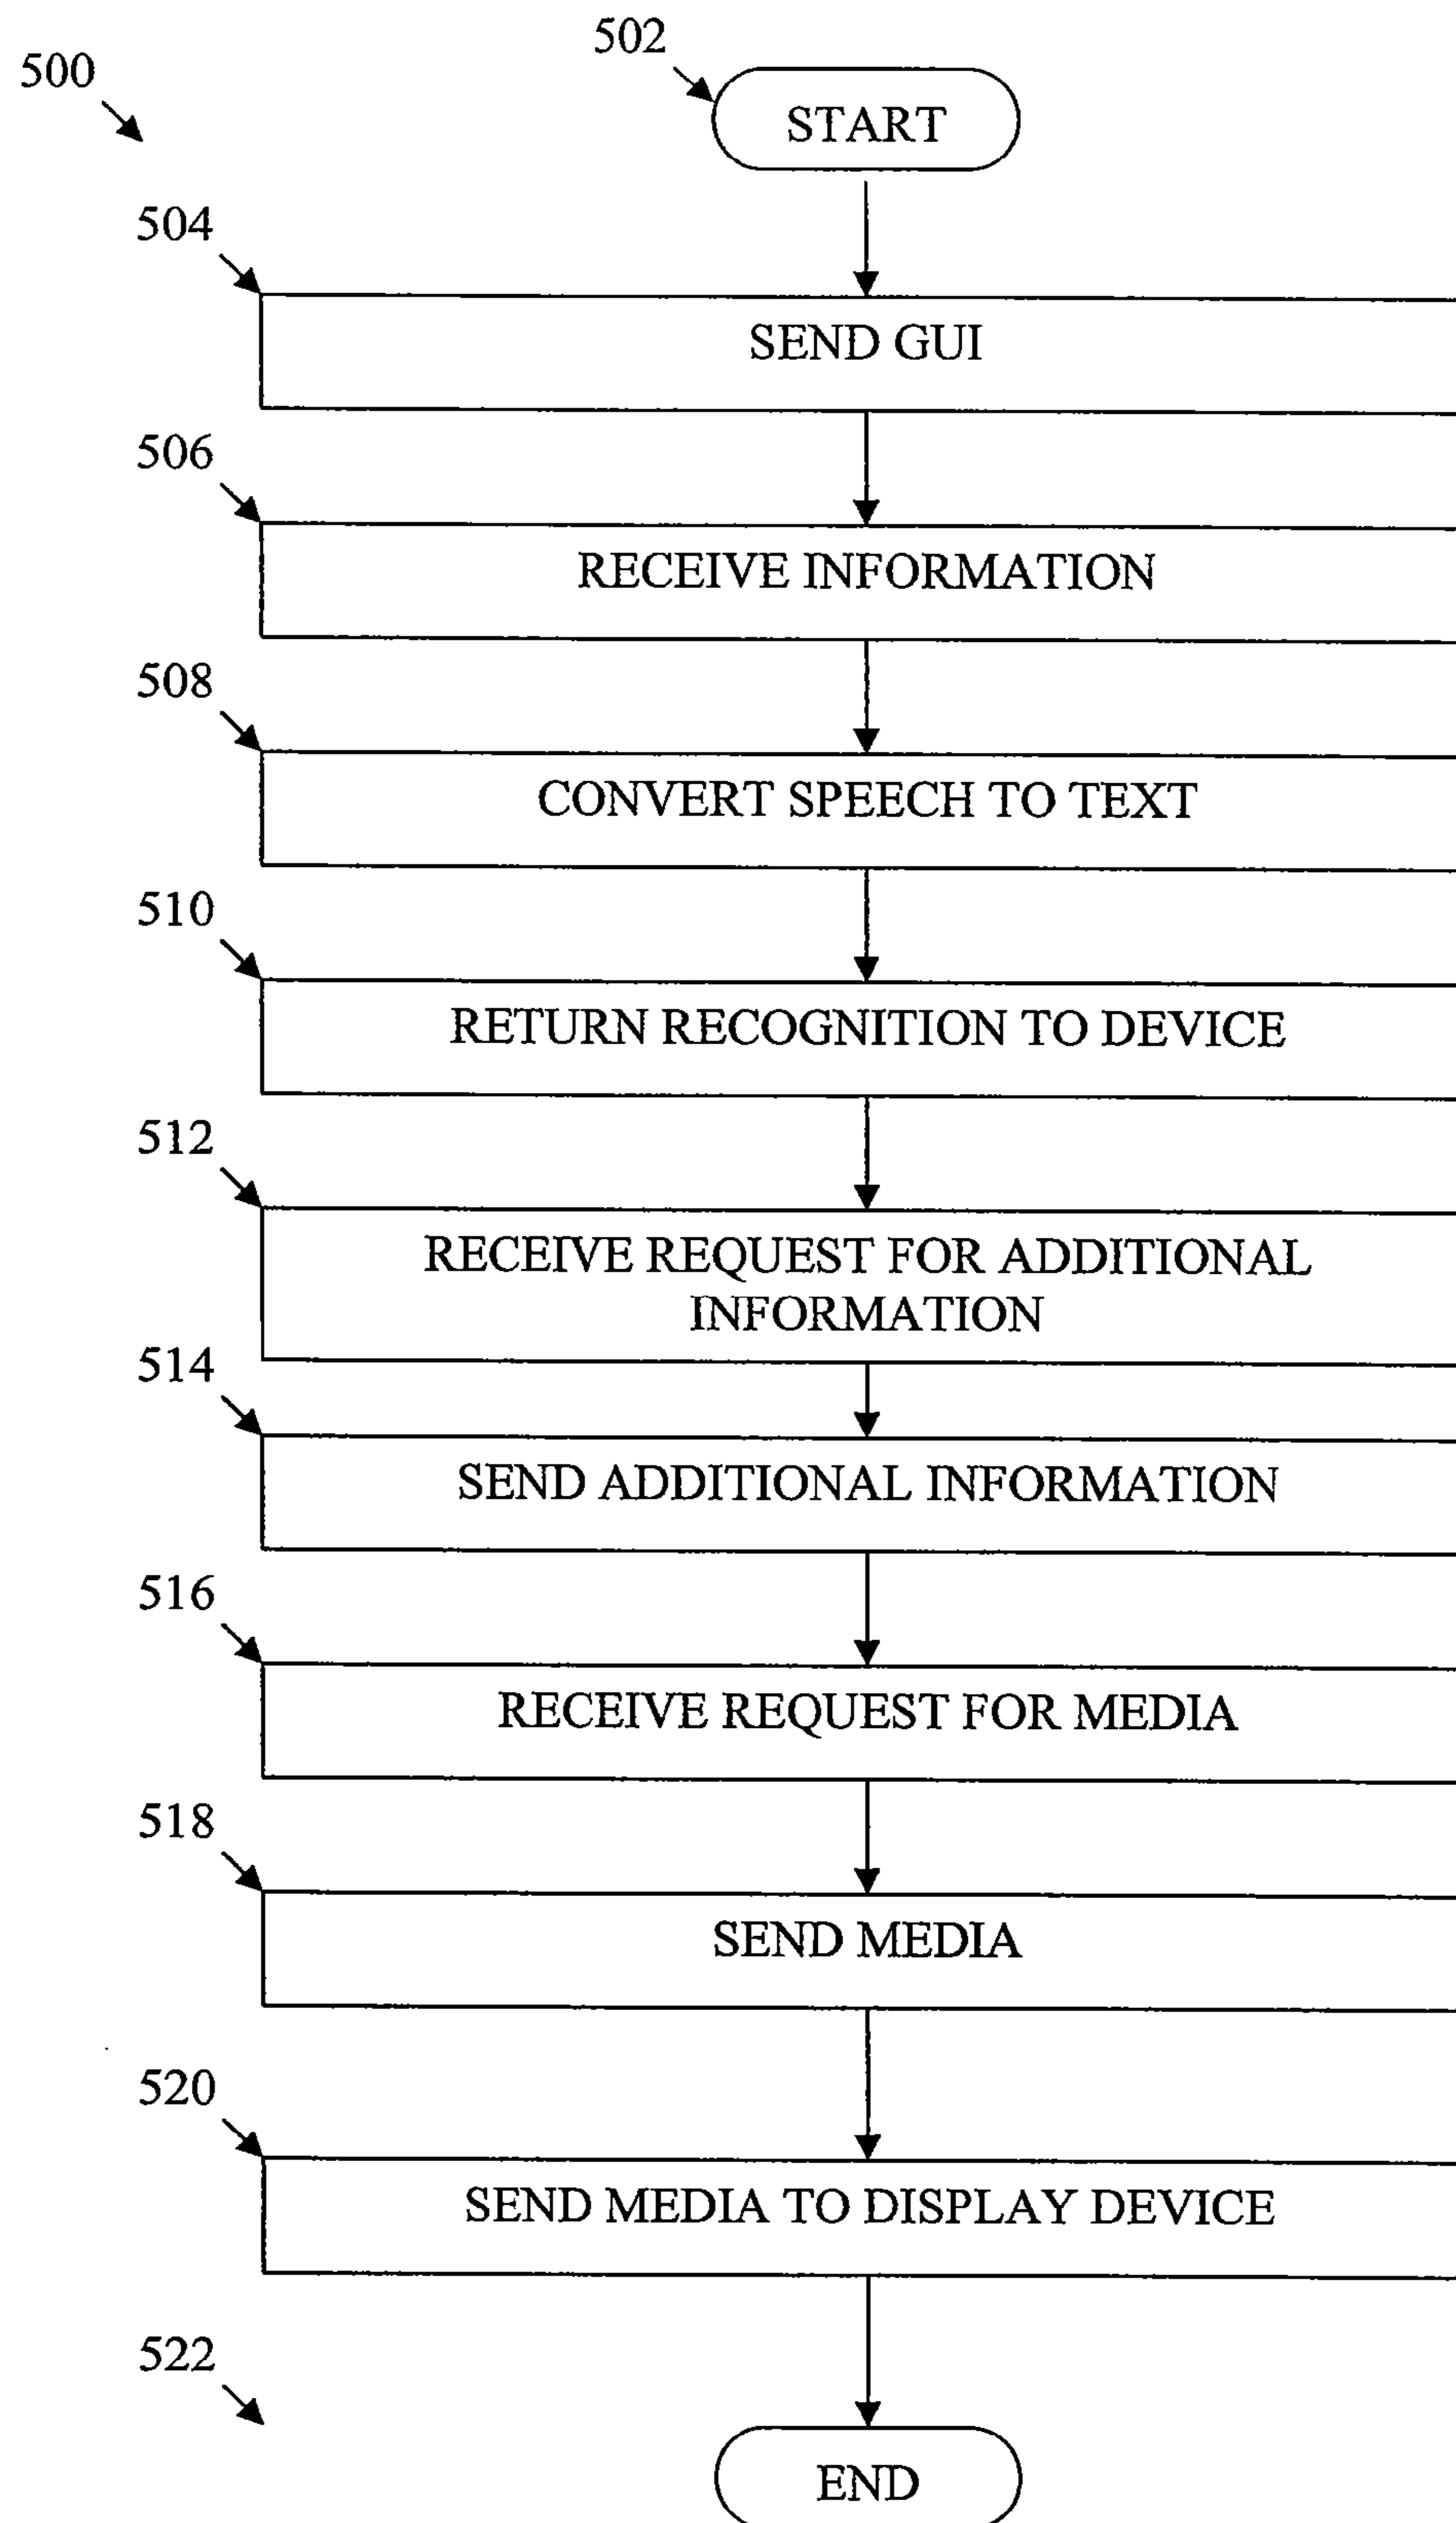 502
500
START
504
SEND GUI
506
RECEIVE INFORMATION
508
CONVERT SPEECH TO TEXT
510
RETURN RECOGNITION TO DEVICE
512
RECEIVE REQUEST FOR ADDITIONAL
INFORMATION
514
SEND ADDITIONAL INFORMATION
516
RECEIVE REQUEST FOR MEDIA
518
SEND MEDIA
520
SEND MEDIA TO DISPLAY DEVICE
522
END